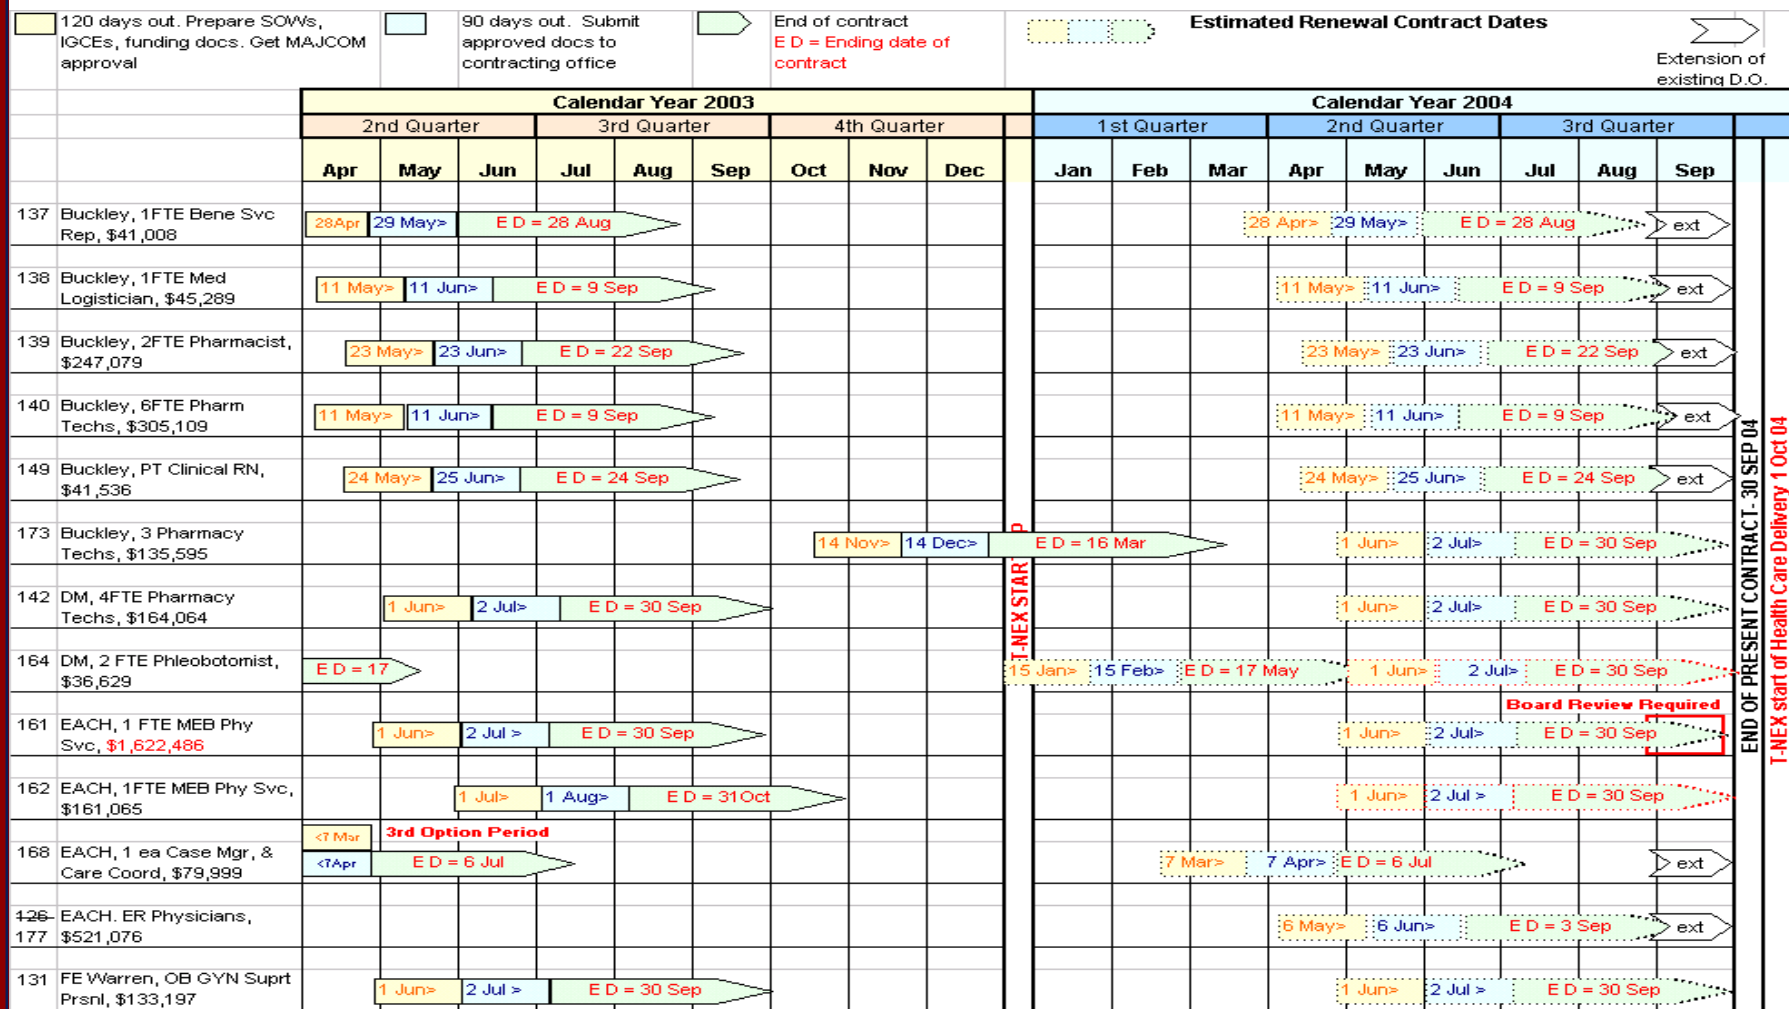 120 days out. Prepare SOWs,
IGCEs, funding docs. Get MAJCOM
approval
90 days out. Submit
approved docs to
contracting office
End of contract
E D = Ending date of
contract
Estimated Renewal Contract Dates
Extension of
existing D.O.
Calendar Year 2003
Calendar Year 2004
2nd Quarter 3rd Quarter 4th Quarter 1st Quarter 2nd Quarter 3rd Quarter
Apr May Jun Jul Aug Sep Oct Nov Dec Jan Feb Mar Apr May Jun Jul Aug Sep
137 Buckley, 1FTE Bene Svc
Rep, $41,008
28Apr 29 May> E D = 28 Aug 28 Apr> 29 May> E D = 28 Aug ext
138 Buckley, 1FTE Med
Logistician, $45,289
11 May> 11 Jun> E D = 9 Sep 11 May> 11 Jun> E D = 9 Sep ext
139 Buckley, 2FTE Pharmacist,
$247,079
23 May> 23 Jun> E D = 22 Sep 23 May> 23 Jun> E D = 22 Sep ext
140 Buckley, 6FTE Pharm
Techs, $305,109
11 May> 11 Jun> E D = 9 Sep 11 May> 11 Jun> E D = 9 Sep ext
149 Buckley, PT Clinical RN,
$41,536
24 May> 25 Jun> E D = 24 Sep 24 May> 25 Jun> E D = 24 Sep ext
173 Buckley, 3 Pharmacy
Techs, $135,595
14 Nov> 14 Dec> E D = 16 Mar 1 Jun> 2 Jul> E D = 30 Sep
142 DM, 4FTE Pharmacy
Techs, $164,064
1 Jun> 2 Jul> E D = 30 Sep 1 Jun> 2 Jul> E D = 30 Sep
164 DM, 2 FTE Phleobotomist,
$36,629
E D = 17 15 Jan> 15 Feb> E D = 17 May 1 Jun> 2 Jul> E D = 30 Sep
Board Review Required
161 EACH, 1 FTE MEB Phy
Svc, $1,622,486
1 Jun> 2 Jul > E D = 30 Sep 1 Jun> 2 Jul> E D = 30 Sep
162 EACH, 1FTE MEB Phy Svc,
$161,065
1 Jul> 1 Aug> E D = 31Oct 1 Jun> 2 Jul > E D = 30 Sep
<7 Mar 3rd Option Period
168 EACH, 1 ea Case Mgr, &
Care Coord, $79,999
<7Apr E D = 6 Jul 7 Mar> 7 Apr> E D = 6 Jul ext
126 EACH. ER Physicians,
177 $521,076
6 May> 6 Jun> E D = 3 Sep ext
131 FE Warren, OB GYN Suprt
Prsnl, $133,197
1 Jun> 2 Jul > E D = 30 Sep 1 Jun> 2 Jul > E D = 30 Sep
T-NEX START
END OF PRESENT CONTRACT- 30 SEP 04
T-NEX start of Health Care Delivery 1 Oct 04